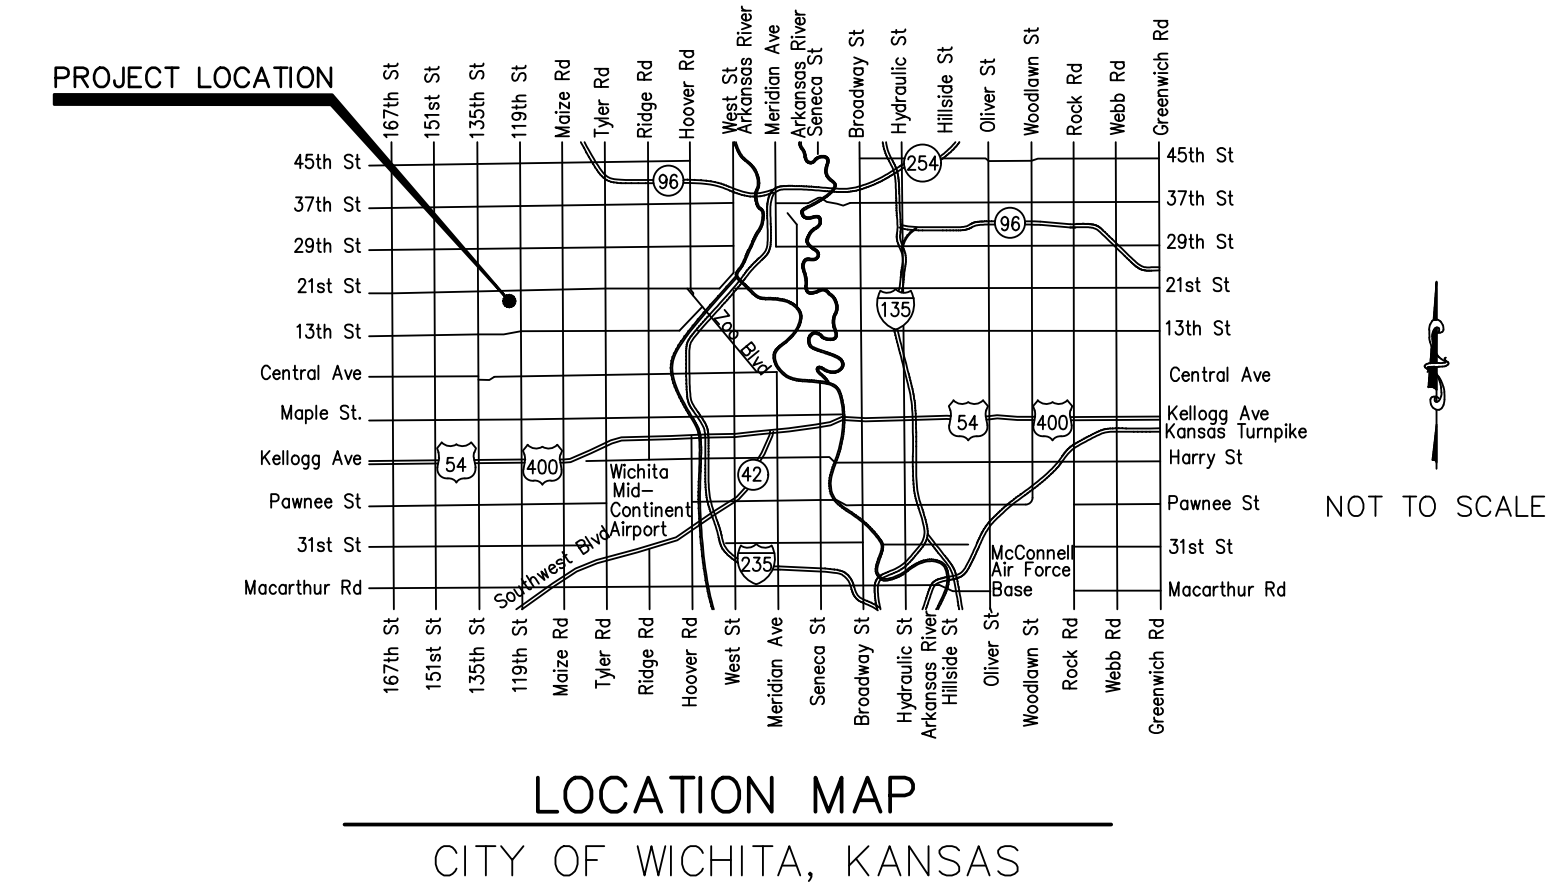 PROJECT LOCATION
167th St
151st St
135th St
119th St
Maize Rd
Tyler Rd
Ridge Rd
Hoover Rd
West St
Arkansas River
Meridian Ave
Arkansas River
Seneca St
Broadway St
Hydraulic St
Hillside St
Oliver St
Woodlawn St
Rock Rd
Webb Rd
Greenwich Rd
45th St
254
45th St
96
37th St
37th St
96
29th St
29th St
21st St
21st St
135
13th St
13th St
Zoo Blvd
Central Ave
Central Ave
Maple St.
54
400
Kellogg Ave
Kansas Turnpike
Kellogg Ave
54
400
Harry St
Wichita
Mid-
Continent
Airport
42
Pawnee St
Pawnee St
NOT TO SCALE
31st St
31st St
Southwest Blvd
235
McConnell
Air Force
Base
Macarthur Rd
Macarthur Rd
167th St
151st St
135th St
119th St
Maize Rd
Tyler Rd
Ridge Rd
Hoover Rd
West St
Meridian Ave
Seneca St
Broadway St
Hydraulic St
Arkansas River
Hillside St
Oliver St
Woodlawn St
Rock Rd
Webb Rd
Greenwich Rd
LOCATION MAP
CITY OF WICHITA, KANSAS